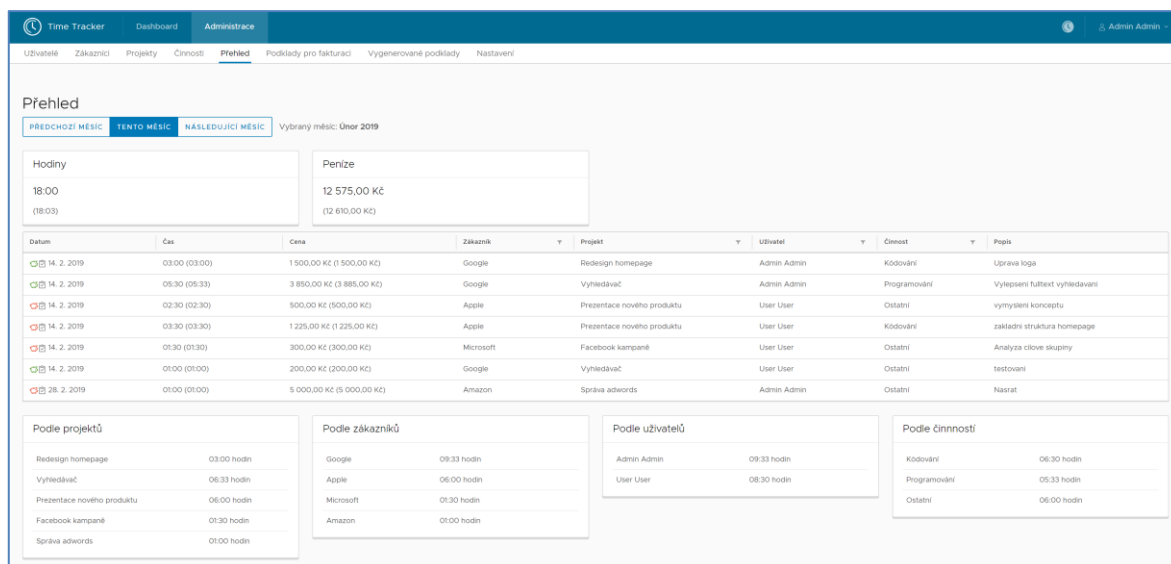 Time Tracker Dashboard Administrace Admin Admin
Uživatelé Zákazníci Projekty Činnosti Přehled Podklady pro fakturaci Vygenerované podklady Nastavení
Přehled
PŘEDCHOZÍ MĚSÍC TENTO MĚSÍC NÁSLEDUJÍCÍ MĚSÍC Vybraný měsíc: Únor 2019
Hodiny Peníze
18:00 12 575,00 Kč
(18:03) (12 610,00 Kč)
Datum Čas Cena Zákazník Projekt Uživatel Činnost Popis
14. 2. 2019 03:00 (03:00) 1 500,00 Kč (1 500,00 Kč) Google Redesign homepage Admin Admin Kódování Uprava loga
14. 2. 2019 05:30 (05:33) 3 850,00 Kč (3 885,00 Kč) Google Vyhledávač Admin Admin Programování Vylepseni fulltext vyhledavani
14. 2. 2019 02:30 (02:30) 500,00 Kč (500,00 Kč) Apple Prezentace nového produktu User User Ostatní vymysleni konceptu
14. 2. 2019 03:30 (03:30) 1 225,00 Kč (1 225,00 Kč) Apple Prezentace nového produktu User User Kódování zakladni struktura homepage
14. 2. 2019 01:30 (01:30) 300,00 Kč (300,00 Kč) Microsoft Facebook kampaně User User Ostatní Analyza cilove skupiny
14. 2. 2019 01:00 (01:00) 200,00 Kč (200,00 Kč) Google Vyhledávač User User Ostatní testovani
28. 2. 2019 01:00 (01:00) 5 000,00 Kč (5 000,00 Kč) Amazon Správa adwords Admin Admin Ostatní Nasrat
Podle projektů Podle zákazníků Podle uživatelů Podle činnností
Redesign homepage 03:00 hodin Google 09:33 hodin Admin Admin 09:33 hodin Kódování 06:30 hodin
Vyhledávač 06:33 hodin Apple 06:00 hodin User User 08:30 hodin Programování 05:33 hodin
Prezentace nového produktu 06:00 hodin Microsoft 01:30 hodin Ostatní 06:00 hodin
Facebook kampaně 01:30 hodin Amazon 01:00 hodin
Správa adwords 01:00 hodin